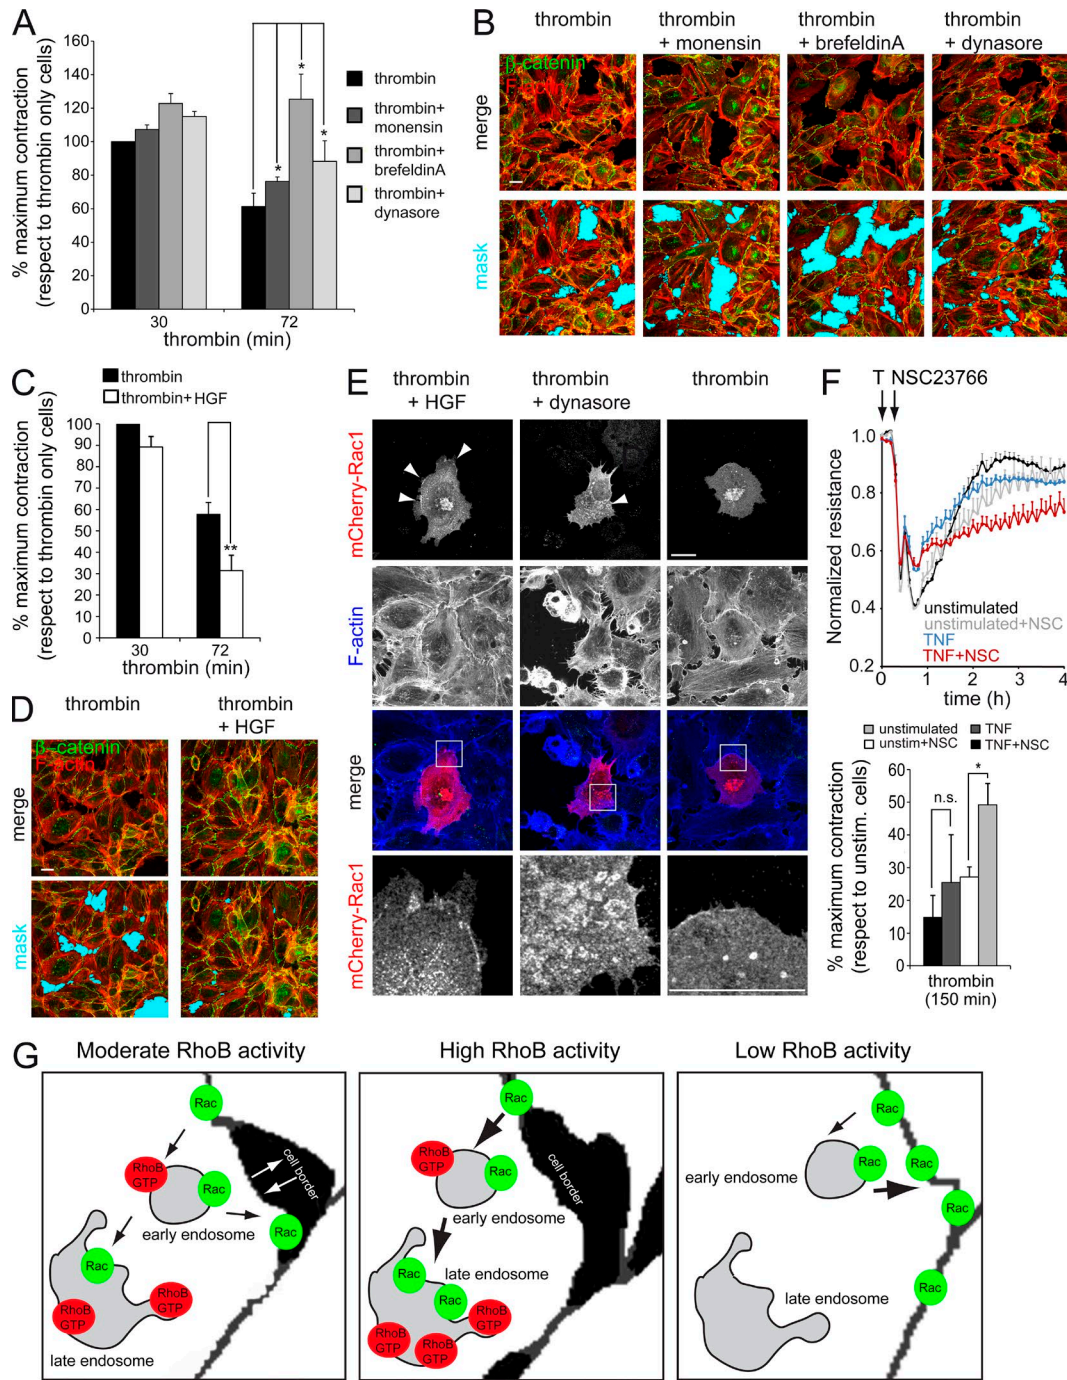 A
% maximum contraction
(respect to thrombin only cells)
160
140
120
100
80
60
40
20
0
*
*
*
30
72
thrombin (min)
thrombin
thrombin+
monensin
thrombin+
brefeldinA
thrombin+
dynasore
B
thrombin
thrombin
+ monensin
thrombin
+ brefeldinA
thrombin
+ dynasore
merge
mask
β-catenin
C
thrombin
thrombin+HGF
% maximum contraction
(respect to thrombin only cells)
100
90
80
70
60
50
40
30
20
10
0
**
30
72
thrombin (min)
D
thrombin
thrombin
+ HGF
merge
mask
β-catenin
F-actin
E
thrombin
+ HGF
thrombin
+ dynasore
thrombin
mCherry-Rac1
F-actin
merge
mCherry-Rac1
F
T NSC23766
Normalized resistance
1.0
0.8
0.6
0.4
0.2
unstimulated
unstimulated+NSC
TNF
TNF+NSC
0 1 2 3 4
time (h)
unstimulated
TNF
unstim+NSC
TNF+NSC
% maximum contraction
(respect to unstim. cells)
60
50
40
30
20
10
0
n.s.
*
thrombin
(150 min)
G
Moderate RhoB activity
Rac
RhoB
GTP
Rac
cell border
early endosome
Rac
Rac
RhoB
GTP
RhoB
GTP
late endosome
High RhoB activity
Rac
RhoB
GTP
Rac
cell border
early endosome
late endosome
Rac
Rac
RhoB
GTP
RhoB
GTP
RhoB
GTP
Low RhoB activity
Rac
early endosome
Rac
Rac
Rac
Rac
late endosome